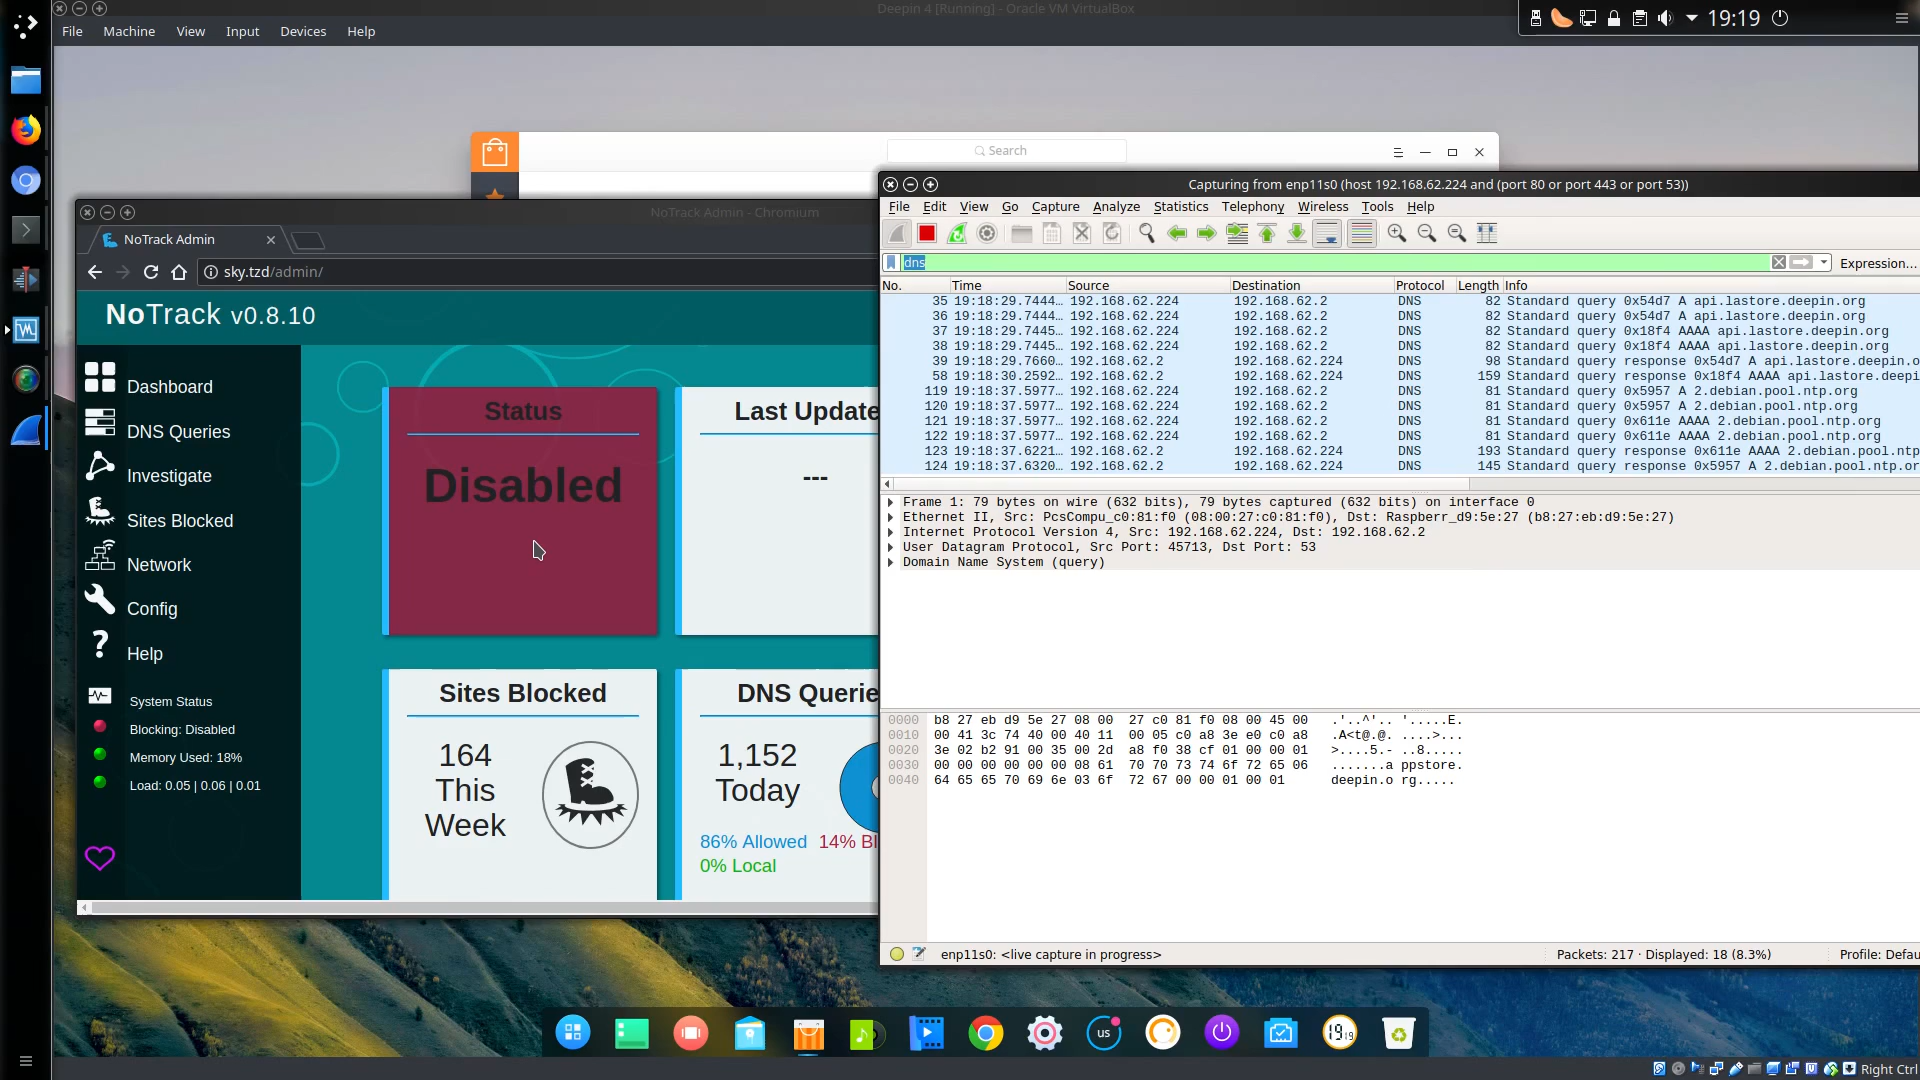 Deepin 4 [Running] - Oracle VM VirtualBox
File Machine View Input Devices Help
19:19
Search
NoTrack Admin - Chromium
NoTrack Admin
sky.tzd/admin/
NoTrack v0.8.10
Dashboard
DNS Queries
Investigate
Sites Blocked
Network
Config
Help
System Status
Blocking: Disabled
Memory Used: 18%
Load: 0.05 | 0.06 | 0.01
Status
Disabled
Last Update
---
Sites Blocked
164
This
Week
DNS Querie
1,152
Today
86% Allowed 14% Bl
0% Local
Capturing from enp11s0 (host 192.168.62.224 and (port 80 or port 443 or port 53))
File Edit View Go Capture Analyze Statistics Telephony Wireless Tools Help
dns
Expression...
No. Time Source Destination Protocol Length Info
35 19:18:29.7444... 192.168.62.224 192.168.62.2 DNS 82 Standard query 0x54d7 A api.lastore.deepin.org
36 19:18:29.7444... 192.168.62.224 192.168.62.2 DNS 82 Standard query 0x54d7 A api.lastore.deepin.org
37 19:18:29.7445... 192.168.62.224 192.168.62.2 DNS 82 Standard query 0x18f4 AAAA api.lastore.deepin.org
38 19:18:29.7445... 192.168.62.224 192.168.62.2 DNS 82 Standard query 0x18f4 AAAA api.lastore.deepin.org
39 19:18:29.7660... 192.168.62.2 192.168.62.224 DNS 98 Standard query response 0x54d7 A api.lastore.deepin.o
58 19:18:30.2592... 192.168.62.2 192.168.62.224 DNS 159 Standard query response 0x18f4 AAAA api.lastore.deepi
119 19:18:37.5977... 192.168.62.224 192.168.62.2 DNS 81 Standard query 0x5957 A 2.debian.pool.ntp.org
120 19:18:37.5977... 192.168.62.224 192.168.62.2 DNS 81 Standard query 0x5957 A 2.debian.pool.ntp.org
121 19:18:37.5977... 192.168.62.224 192.168.62.2 DNS 81 Standard query 0x611e AAAA 2.debian.pool.ntp.org
122 19:18:37.5977... 192.168.62.224 192.168.62.2 DNS 81 Standard query 0x611e AAAA 2.debian.pool.ntp.org
123 19:18:37.6221... 192.168.62.2 192.168.62.224 DNS 193 Standard query response 0x611e AAAA 2.debian.pool.ntp
124 19:18:37.6320... 192.168.62.2 192.168.62.224 DNS 145 Standard query response 0x5957 A 2.debian.pool.ntp.or
Frame 1: 79 bytes on wire (632 bits), 79 bytes captured (632 bits) on interface 0
Ethernet II, Src: PcsCompu_c0:81:f0 (08:00:27:c0:81:f0), Dst: Raspberr_d9:5e:27 (b8:27:eb:d9:5e:27)
Internet Protocol Version 4, Src: 192.168.62.224, Dst: 192.168.62.2
User Datagram Protocol, Src Port: 45713, Dst Port: 53
Domain Name System (query)
0000 b8 27 eb d9 5e 27 08 00 27 c0 81 f0 08 00 45 00 .'..^'.. '.....E.
0010 00 41 3c 74 40 00 40 11 00 05 c0 a8 3e e0 c0 a8 .A<t@.@. ....>...
0020 3e 02 b2 91 00 35 00 2d a8 f0 38 cf 01 00 00 01 >....5.- ..8.....
0030 00 00 00 00 00 00 08 61 70 70 73 74 6f 72 65 06 .......a ppstore.
0040 64 65 65 70 69 6e 03 6f 72 67 00 00 01 00 01 deepin.o rg.....
enp11s0: <live capture in progress>
Packets: 217 · Displayed: 18 (8.3%)
Profile: Defau
us
19 19
Right Ctrl